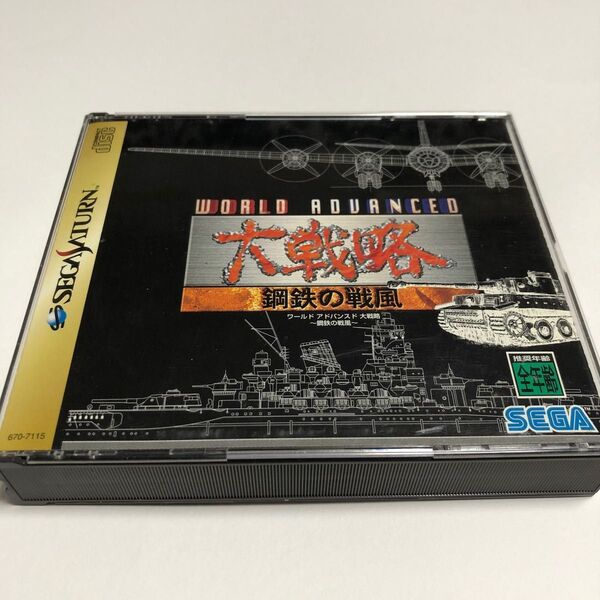 disc
SEGA SATURN™
670-7115
WORLD ADVANCED
大戦略
鋼鉄の戦風
ワールド アドバンスド 大戦略
～鋼鉄の戦風～
推奨年齢
全年齢
SEGA